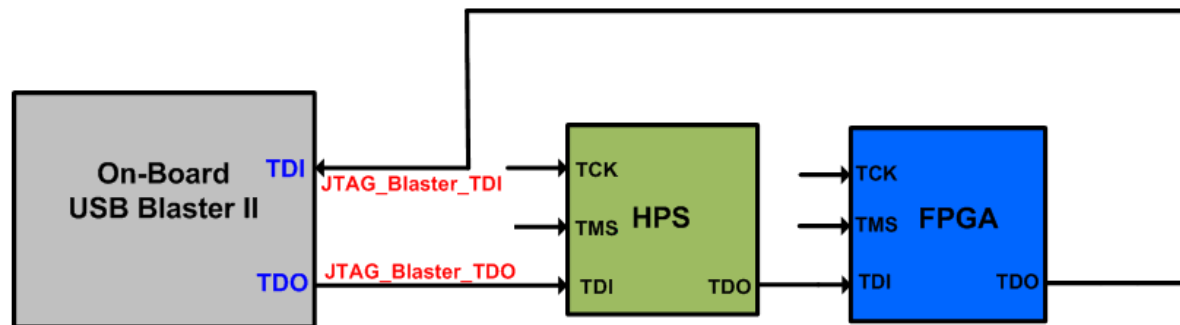 On-Board
USB Blaster II
TDI
TDO
JTAG_Blaster_TDI
JTAG_Blaster_TDO
TCK
TMS
HPS
TDI
TDO
TCK
TMS
FPGA
TDI
TDO